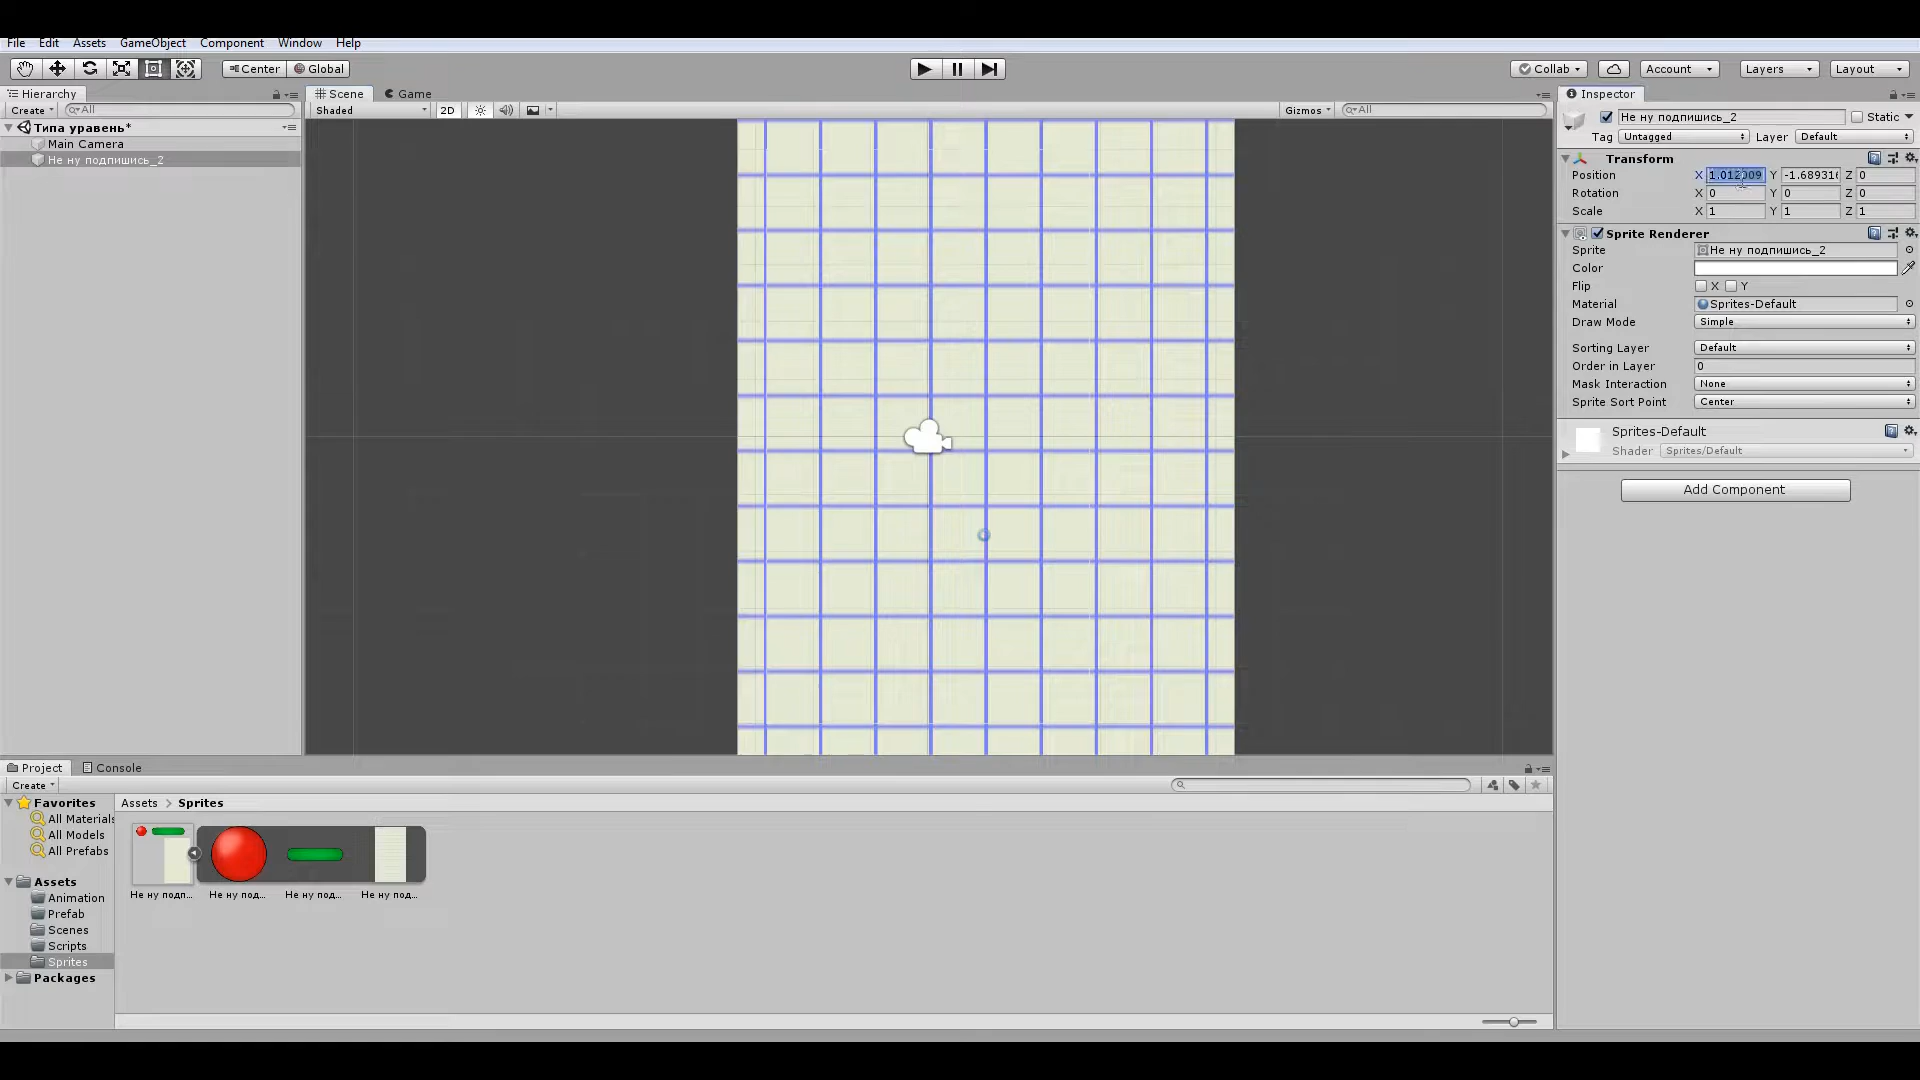 File Edit Assets GameObject Component Window Help
Center Global Collab Account Layers Layout
Hierarchy
Create All
Типа уравень*
Main Camera
Не ну подпишись_2
Scene Game
Shaded 2D Gizmos All
Inspector
Не ну подпишись_2 Static
Tag Untagged Layer Default
Transform
Position X 1.012009 Y -1.689316 Z 0
Rotation X 0 Y 0 Z 0
Scale X 1 Y 1 Z 1
Sprite Renderer
Sprite Не ну подпишись_2
Color
Flip X Y
Material Sprites-Default
Draw Mode Simple
Sorting Layer Default
Order in Layer 0
Mask Interaction None
Sprite Sort Point Center
Sprites-Default
Shader Sprites/Default
Add Component
Project Console
Create
Favorites
All Materials
All Models
All Prefabs
Assets
Animation
Prefab
Scenes
Scripts
Sprites
Packages
Assets > Sprites
Не ну подп... Не ну под... Не ну под... Не ну под...